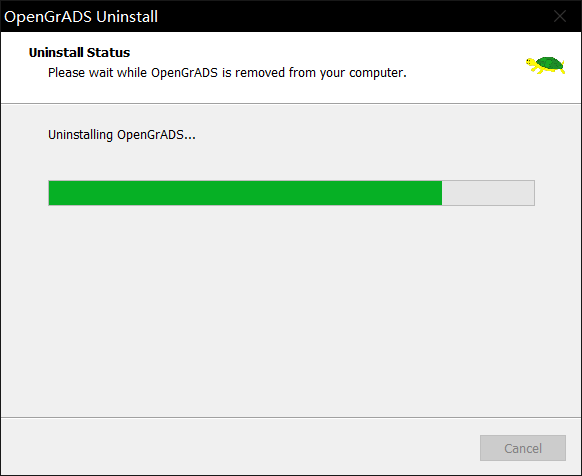 OpenGrADS Uninstall
Uninstall Status
Please wait while OpenGrADS is removed from your computer.
Uninstalling OpenGrADS...
Cancel